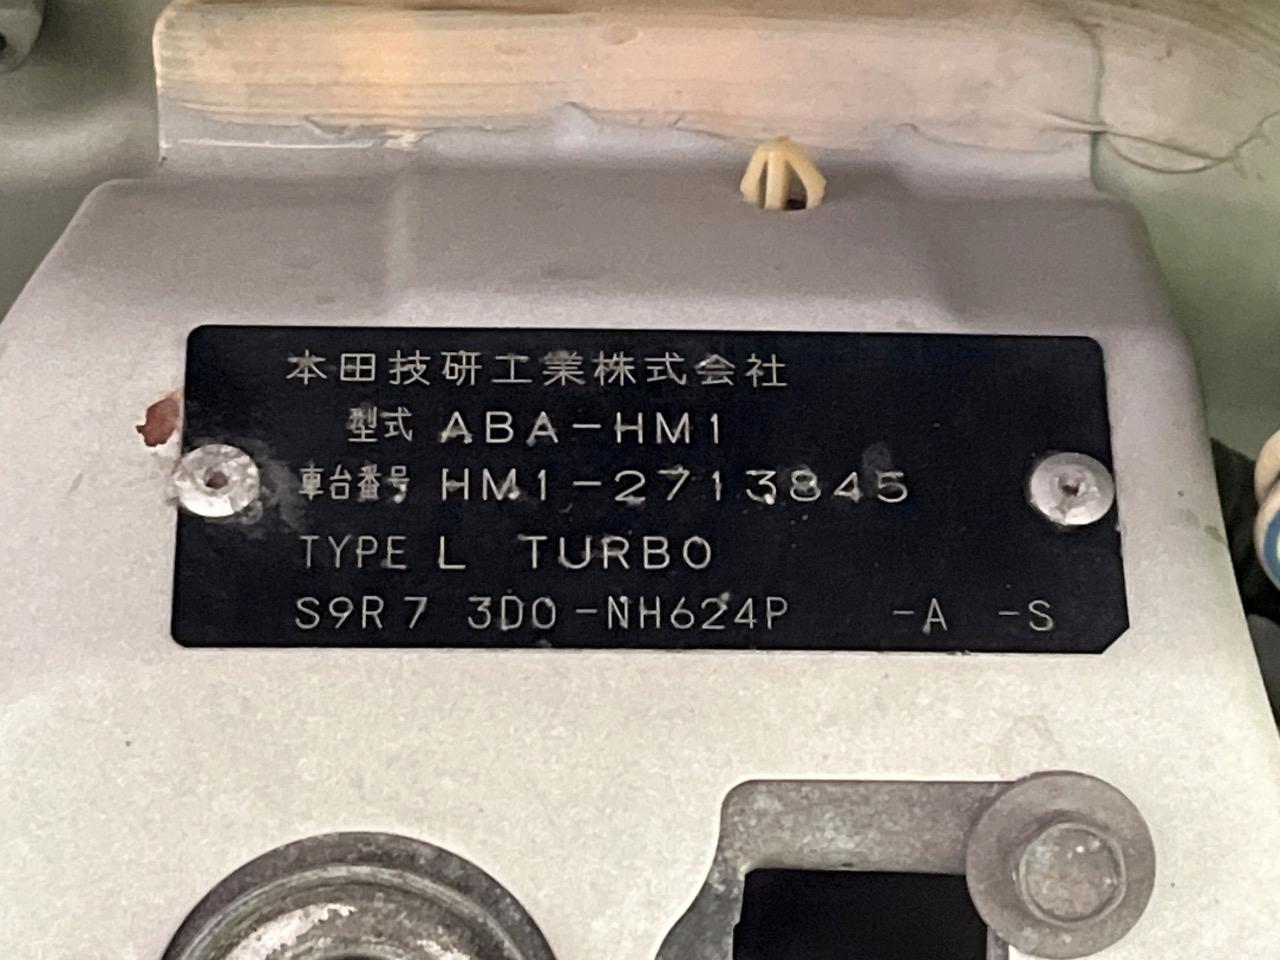 本田技研工業株式会社
型式 ABA-HM1
車台番号 HM1-2713845
TYPE L TURBO
S9R7 3D0-NH624P -A -S